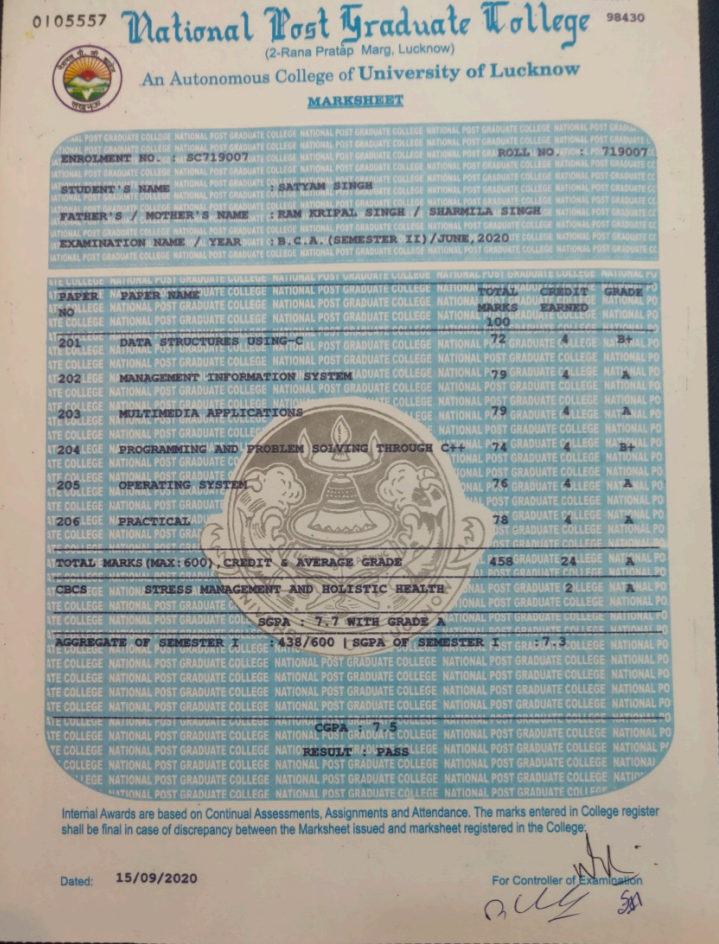 0105557 National Post Graduate College 98430
(2-Rana Pratap Marg, Lucknow)
An Autonomous College of University of Lucknow
MARKSHEET
ENROLMENT NO. : SC719007 ROLL NO. : 719007
STUDENT'S NAME : SATYAM SINGH
FATHER'S / MOTHER'S NAME : RAM KRIPAL SINGH / SHARMILA SINGH
EXAMINATION NAME / YEAR : B.C.A.(SEMESTER II)/JUNE,2020
PAPER PAPER NAME TOTAL CREDIT GRADE
NO MARKS EARNED
100
201 DATA STRUCTURES USING-C 72 4 B+
202 MANAGEMENT INFORMATION SYSTEM 79 4 A
203 MULTIMEDIA APPLICATIONS 79 4 A
204 PROGRAMMING AND PROBLEM SOLVING THROUGH C++ 74 4 B+
205 OPERATING SYSTEM 76 4 A
206 PRACTICAL 78 4 A
TOTAL MARKS(MAX:600),CREDIT & AVERAGE GRADE 458 24 A
CBCS STRESS MANAGEMENT AND HOLISTIC HEALTH 2 A
SGPA : 7.7 WITH GRADE A
AGGREGATE OF SEMESTER I :438/600 | SGPA OF SEMESTER I :7.3
CGPA : 7.5
RESULT : PASS
Internal Awards are based on Continual Assessments, Assignments and Attendance. The marks entered in College register
shall be final in case of discrepancy between the Marksheet issued and marksheet registered in the College.
Dated: 15/09/2020 For Controller of Examination